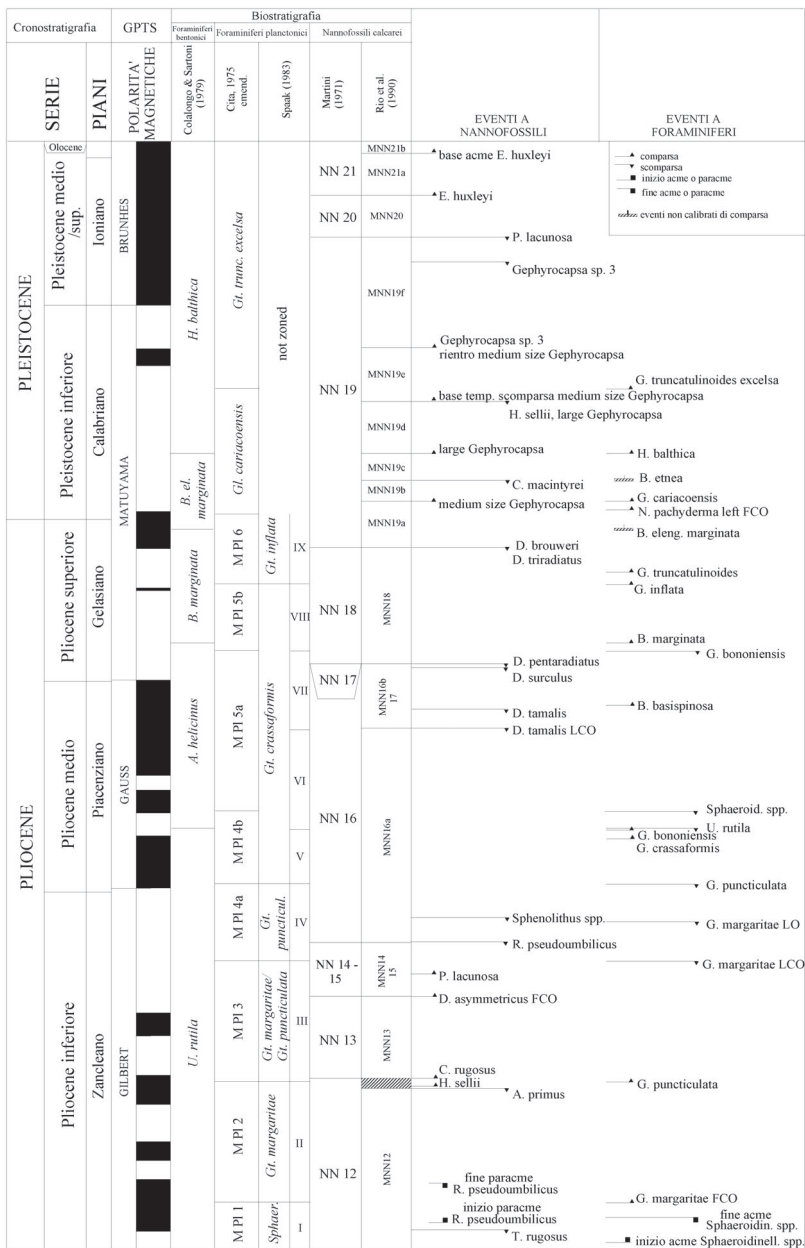 Cronostratigrafia
GPTS
Biostratigrafia
Foraminiferi
bentonici
Foraminiferi planctonici
Nannofossili calcarei
SERIE
PIANI
POLARITA'
MAGNETICHE
Colalongo & Sartoni
(1979)
Cita, 1975
emend.
Spaak (1983)
Martini
(1971)
Rio et al.
(1990)
EVENTI A
NANNOFOSSILI
EVENTI A
FORAMINIFERI
PLEISTOCENE
PLIOCENE
Olocene
Pleistocene medio
/sup.
Pleistocene inferiore
Pliocene superiore
Pliocene medio
Pliocene inferiore
Ioniano
Calabriano
Gelasiano
Piacenziano
Zancleano
BRUNHES
MATUYAMA
GAUSS
GILBERT
H. balthica
B. el.
marginata
B. marginata
A. helicinus
U. rutila
Gt. trunc. excelsa
Gl. cariacoensis
M Pl 6
M Pl 5b
M Pl 5a
M Pl 4b
M Pl 4a
M Pl 3
M Pl 2
M Pl 1
not zoned
Gt. inflata
Gt. crassaformis
Gt.
puncticul.
Gt. margaritae/
Gt. puncticulata
Gt. margaritae
Sphaer.
IX
VIII
VII
VI
V
IV
III
II
I
NN 21
NN 20
NN 19
NN 18
NN 17
NN 16
NN 14 -
15
NN 13
NN 12
MNN21b
MNN21a
MNN20
MNN19f
MNN19e
MNN19d
MNN19c
MNN19b
MNN19a
MNN18
MNN16b
17
MNN16a
MNN14
15
MNN13
MNN12
base acme E. huxleyi
E. huxleyi
P. lacunosa
Gephyrocapsa sp. 3
Gephyrocapsa sp. 3
rientro medium size Gephyrocapsa
base temp. scomparsa medium size Gephyrocapsa
H. sellii, large Gephyrocapsa
large Gephyrocapsa
C. macintyrei
medium size Gephyrocapsa
D. brouweri
D. triradiatus
D. pentaradiatus
D. surculus
D. tamalis
D. tamalis LCO
Sphenolithus spp.
R. pseudoumbilicus
P. lacunosa
D. asymmetricus FCO
C. rugosus
H. sellii
A. primus
fine paracme
R. pseudoumbilicus
inizio paracme
R. pseudoumbilicus
T. rugosus
comparsa
scomparsa
inizio acme o paracme
fine acme o paracme
eventi non calibrati di comparsa
G. truncatulinoides excelsa
H. balthica
B. etnea
G. cariacoensis
N. pachyderma left FCO
B. eleng. marginata
G. truncatulinoides
G. inflata
B. marginata
G. bononiensis
B. basispinosa
Sphaeroid. spp.
U. rutila
G. bononiensis
G. crassaformis
G. puncticulata
G. margaritae LO
G. margaritae LCO
G. puncticulata
G. margaritae FCO
fine acme
Sphaeroidin. spp.
inizio acme Sphaeroidinell. spp.